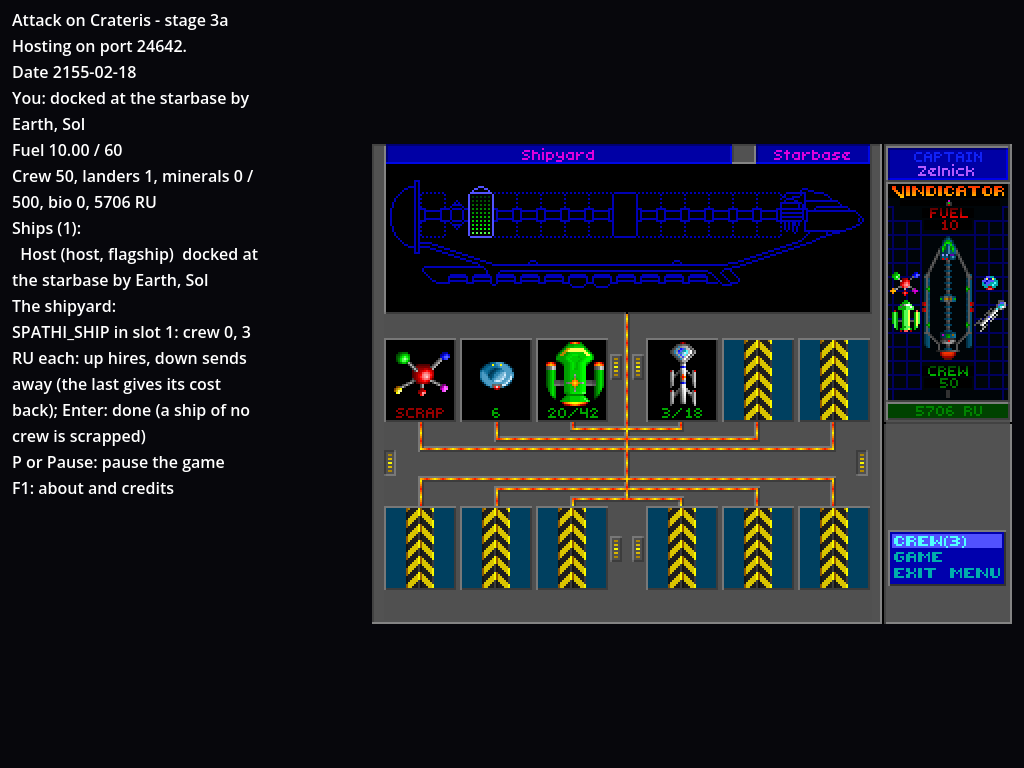 Attack on Crateris - stage 3a
Hosting on port 24642.
Date 2155-02-18
You: docked at the starbase by
Earth, Sol
Fuel 10.00 / 60
Crew 50, landers 1, minerals 0 /
500, bio 0, 5706 RU
Ships (1):
Host (host, flagship)  docked at
the starbase by Earth, Sol
The shipyard:
SPATHI_SHIP in slot 1: crew 0, 3
RU each: up hires, down sends
away (the last gives its cost
back); Enter: done (a ship of no
crew is scrapped)
P or Pause: pause the game
F1: about and credits
Shipyard
Starbase
SCRAP
6
20/42
3/18
CAPTAIN
Zelnick
VINDICATOR
FUEL
10
CREW
50
5706 RU
CREW(3)
GAME
EXIT MENU